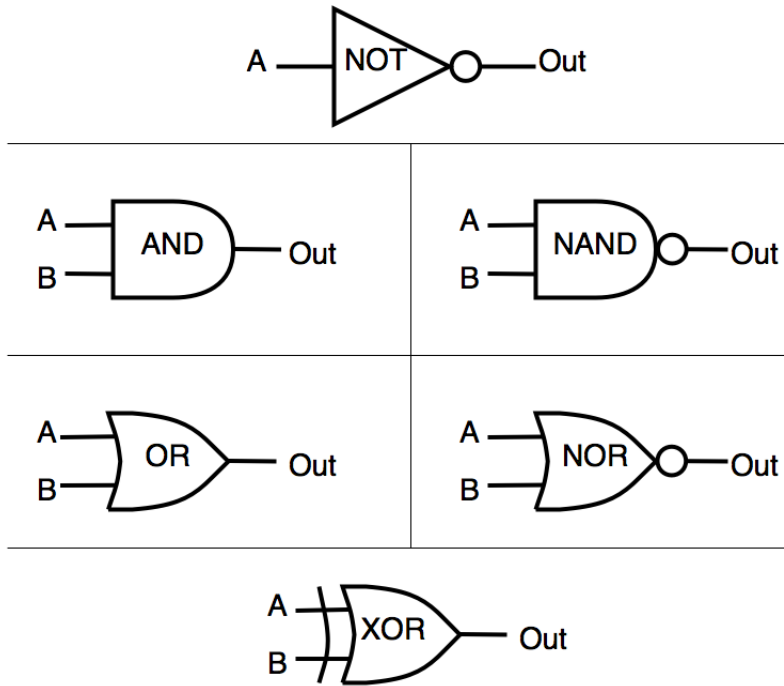 A NOT Out
A AND Out
B
A NAND Out
B
A OR Out
B
A NOR Out
B
A XOR Out
B